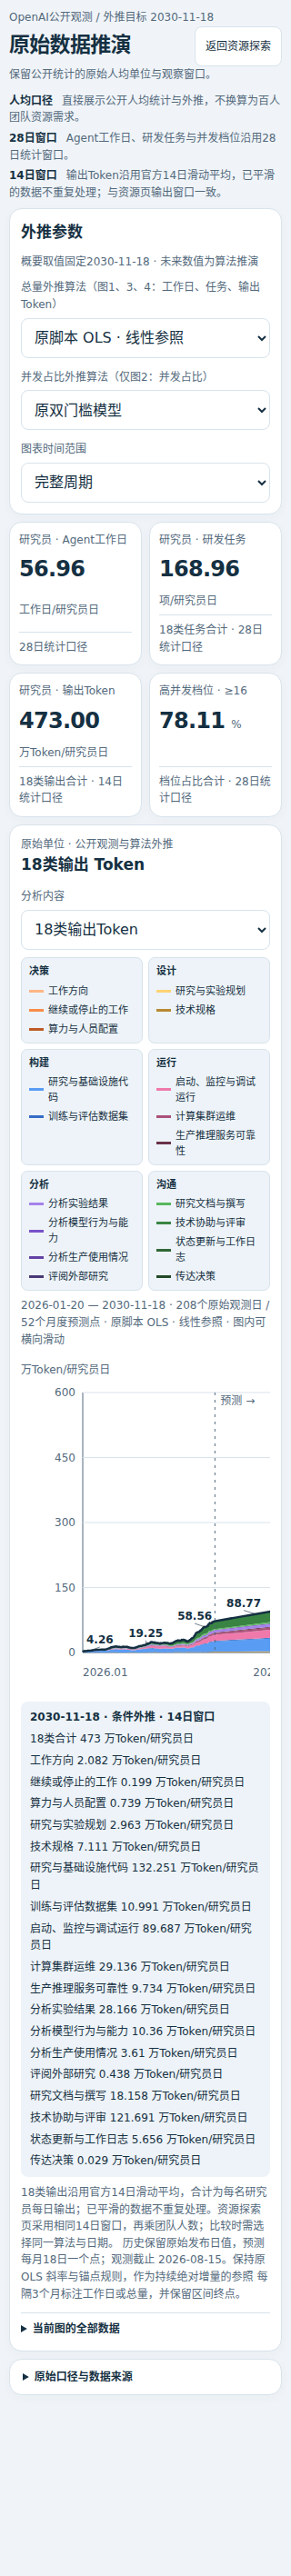 OpenAI公开观测 / 外推目标 2030-11-18
原始数据推演
返回资源探索
保留公开统计的原始人均单位与观察窗口。
人均口径 直接展示公开人均统计与外推，不换算为百人
团队资源需求。
28日窗口 Agent工作日、研发任务与并发档位沿用28
日统计窗口。
14日窗口 输出Token沿用官方14日滑动平均，已平滑
的数据不重复处理；与资源页输出窗口一致。
外推参数
概要取值固定2030-11-18 · 未来数值为算法推演
总量外推算法（图1、3、4：工作日、任务、输出
Token）
原脚本 OLS · 线性参照
并发占比外推算法（仅图2：并发占比）
原双门槛模型
图表时间范围
完整周期
研究员 · Agent工作日
56.96
工作日/研究员日
28日统计口径
研究员 · 研发任务
168.96
项/研究员日
18类任务合计 · 28日
统计口径
研究员 · 输出Token
473.00
万Token/研究员日
18类输出合计 · 14日
统计口径
高并发档位 · ≥16
78.11 %
档位占比合计 · 28日统
计口径
原始单位 · 公开观测与算法外推
18类输出 Token
分析内容
18类输出Token
决策
工作方向
继续或停止的工作
算力与人员配置
设计
研究与实验规划
技术规格
构建
研究与基础设施代
码
训练与评估数据集
运行
启动、监控与调试
运行
计算集群运维
生产推理服务可靠
性
分析
分析实验结果
分析模型行为与能
力
分析生产使用情况
评阅外部研究
沟通
研究文档与撰写
技术协助与评审
状态更新与工作日
志
传达决策
2026-01-20 — 2030-11-18 · 208个原始观测日 /
52个月度预测点 · 原脚本 OLS · 线性参照 · 图内可
横向滑动
万Token/研究员日
600
预测 →
450
300
150
88.77
58.56
19.25
4.26
0
2026.01
202
2030-11-18 · 条件外推 · 14日窗口
18类合计 473 万Token/研究员日
工作方向 2.082 万Token/研究员日
继续或停止的工作 0.199 万Token/研究员日
算力与人员配置 0.739 万Token/研究员日
研究与实验规划 2.963 万Token/研究员日
技术规格 7.111 万Token/研究员日
研究与基础设施代码 132.251 万Token/研究员
日
训练与评估数据集 10.991 万Token/研究员日
启动、监控与调试运行 89.687 万Token/研究
员日
计算集群运维 29.136 万Token/研究员日
生产推理服务可靠性 9.734 万Token/研究员日
分析实验结果 28.166 万Token/研究员日
分析模型行为与能力 10.36 万Token/研究员日
分析生产使用情况 3.61 万Token/研究员日
评阅外部研究 0.438 万Token/研究员日
研究文档与撰写 18.158 万Token/研究员日
技术协助与评审 121.691 万Token/研究员日
状态更新与工作日志 5.656 万Token/研究员日
传达决策 0.029 万Token/研究员日
18类输出沿用官方14日滑动平均，合计为每名研究
员每日输出；已平滑的数据不重复处理。资源探索
页采用相同14日窗口，再乘团队人数；比较时需选
择同一算法与日期。 历史保留原始发布日值，预测
每月18日一个点；观测截止 2026-08-15。保持原
OLS 斜率与锚点规则，作为持续绝对增量的参照 每
隔3个月标注工作日或总量，并保留区间终点。
当前图的全部数据
原始口径与数据来源